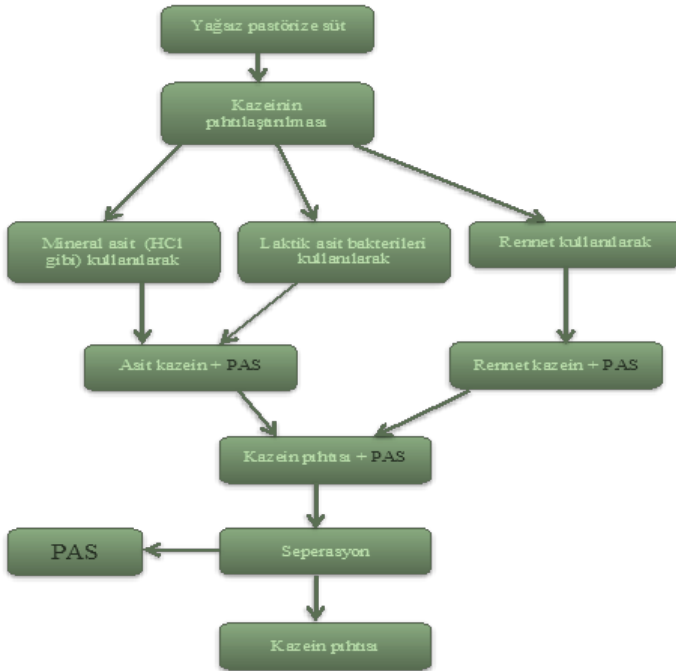 Yağsız pastörize süt
Kazeinin
pıhtılaştırılması
Mineral asit (HCl
gibi) kullanılarak
Laktik asit bakterileri
kullanılarak
Rennet kullanılarak
Asit kazein + PAS
Rennet kazein + PAS
Kazein pıhtısı + PAS
PAS
Seperasyon
Kazein pıhtısı